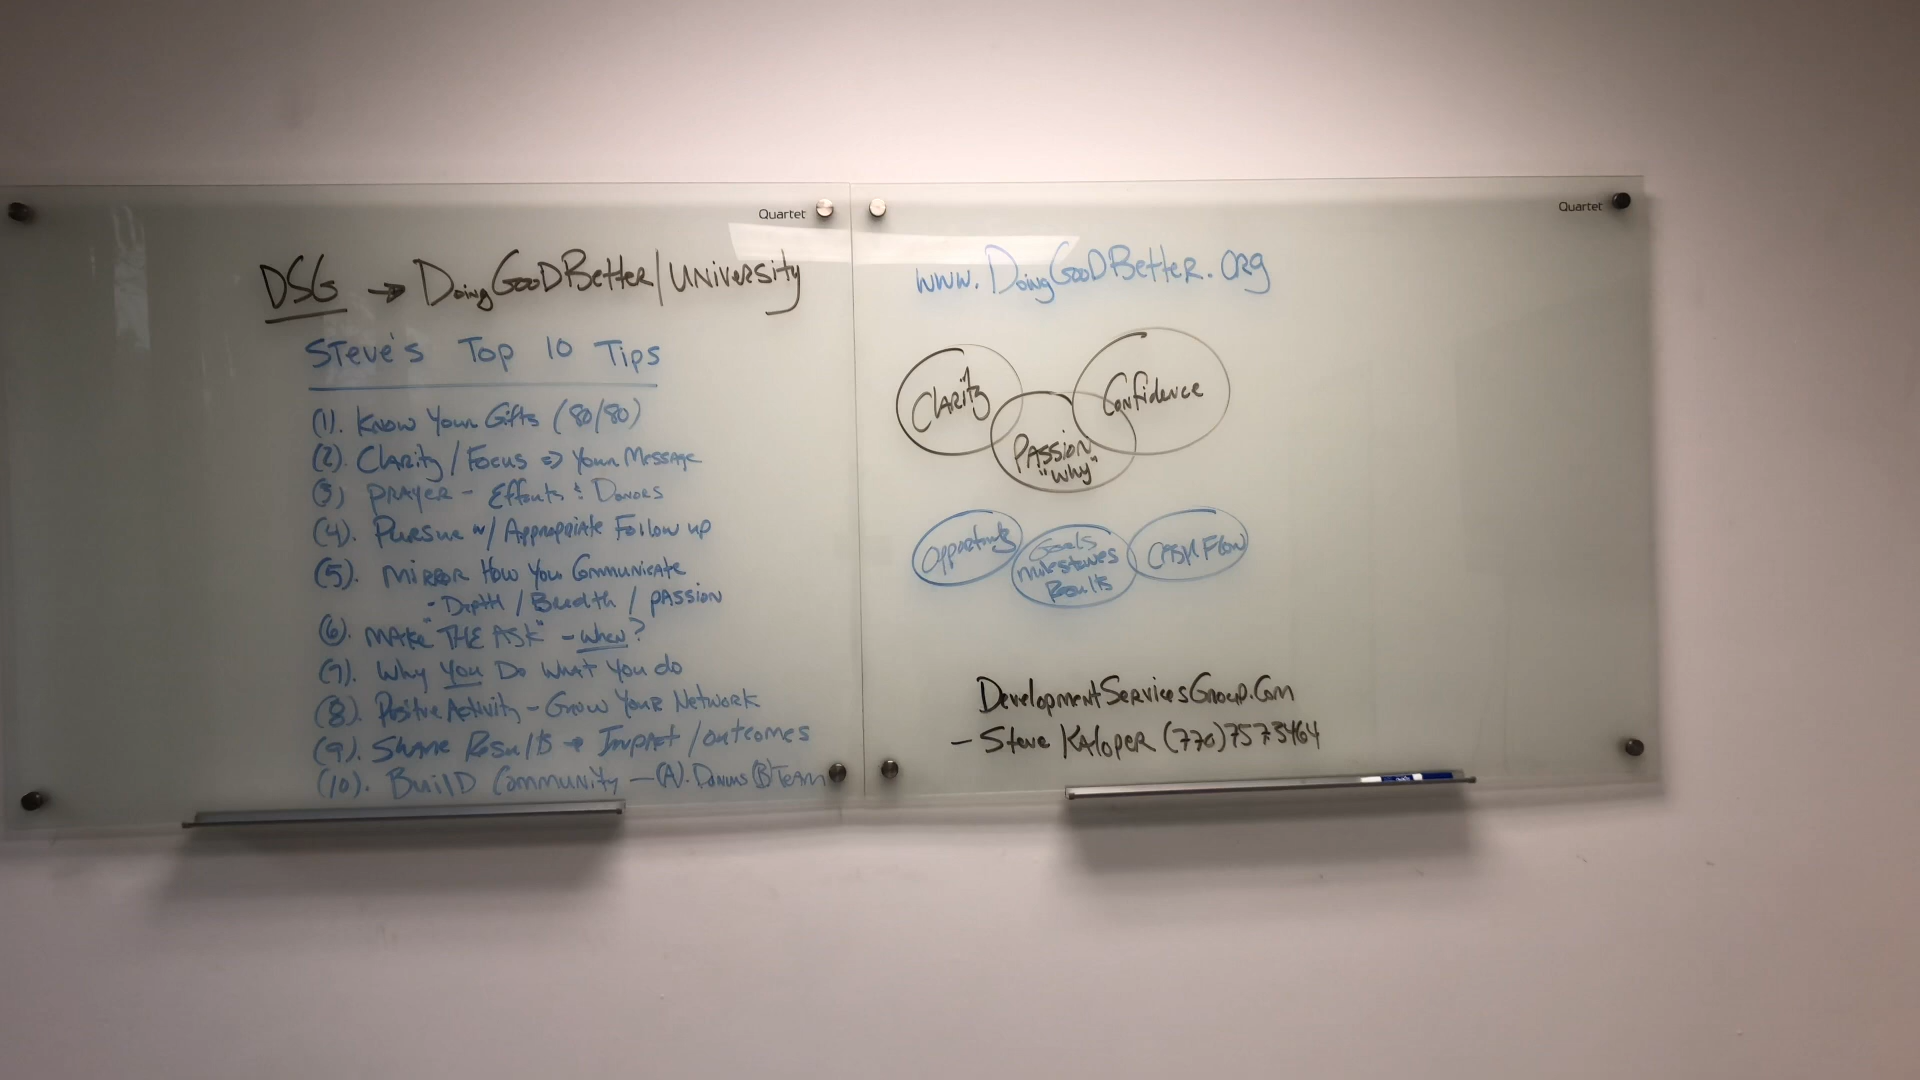 Quartet
DSG → DoingGooDBetter/University
Steve's Top 10 Tips
(1). Know Your Gifts (80/80)
(2). Clarity/Focus => Your Message
(3) Prayer - Efforts & Donors
(4). Pursue w/ Appropriate Follow up
(5). Mirror How You Communicate
- Depth / Breadth / Passion
(6). Make "THE ASK" - When?
(7). Why You Do What You do
(8). Positive Activity - Grow Your Network
(9). Share Results → Impact/outcomes
(10). Build Community - (A). Donors (B) Team
Quartet
www.DoingGooDBetter.org
Clarity
Confidence
Passion
"Why"
Opportunity
Goals
Milestones
Results
Cash Flow
DevelopmentServicesGroup.Com
- Steve Kaloper (770)7573464